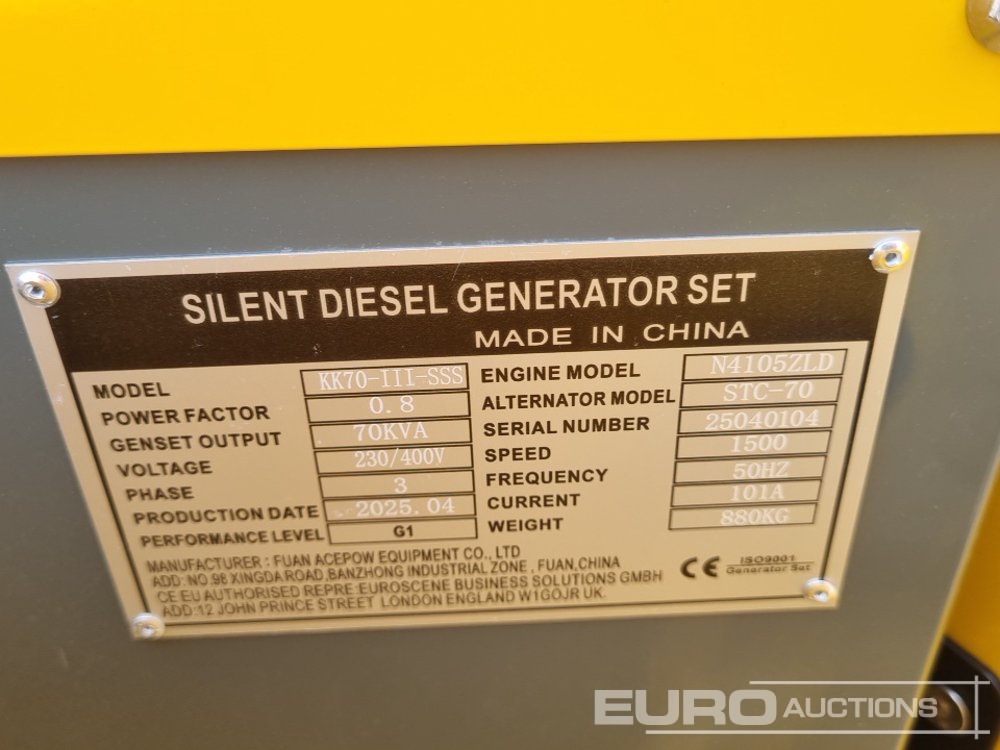 SILENT DIESEL GENERATOR SET
MADE IN CHINA
MODEL KK70-III-SSS
POWER FACTOR 0.8
GENSET OUTPUT 70KVA
VOLTAGE 230/400V
PHASE 3
PRODUCTION DATE 2025.04
PERFORMANCE LEVEL G1
ENGINE MODEL N4105ZLD
ALTERNATOR MODEL STC-70
SERIAL NUMBER 25040104
SPEED 1500
FREQUENCY 50HZ
CURRENT 101A
WEIGHT 880KG
MANUFACTURER : FUAN ACEPOW EQUIPMENT CO., LTD
ADD: NO.98 XINGDA ROAD,BANZHONG INDUSTRIAL ZONE , FUAN,CHINA
CE EU AUTHORISED REPRE:EUROSCENE BUSINESS SOLUTIONS GMBH
ADD:12 JOHN PRINCE STREET LONDON ENGLAND W1G0JR UK.
CE ISO9001
Generator Set
EURO AUCTIONS